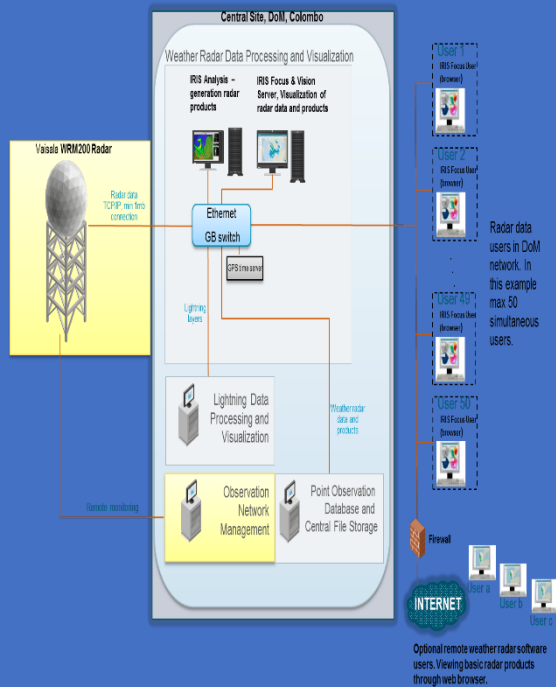 Central Site, DoM, Colombo
Weather Radar Data Processing and Visualization
IRIS Analysis –
generation radar
products
IRIS Focus & Vision
Server, Visualization of
radar data and products
Vaisala WRM200 Radar
Radar data
TCP/IP, min 1mb
connection
Ethernet
GB switch
GPS time server
Lightning
layers
Weather radar
data and
products
Lightning Data
Processing and
Visualization
Observation
Network
Management
Point Observation
Database and
Central File Storage
Remote monitoring
User 1
IRIS Focus User
(browser)
User 2
IRIS Focus User
(browser)
.
.
.
User 49
IRIS Focus User
(browser)
User 50
IRIS Focus User
(browser)
Radar data
users in DoM
network. In
this example
max 50
simultaneous
users.
Firewall
INTERNET
User a
User b
User c
Optional remote weather radar software
users. Viewing basic radar products
through web browser.